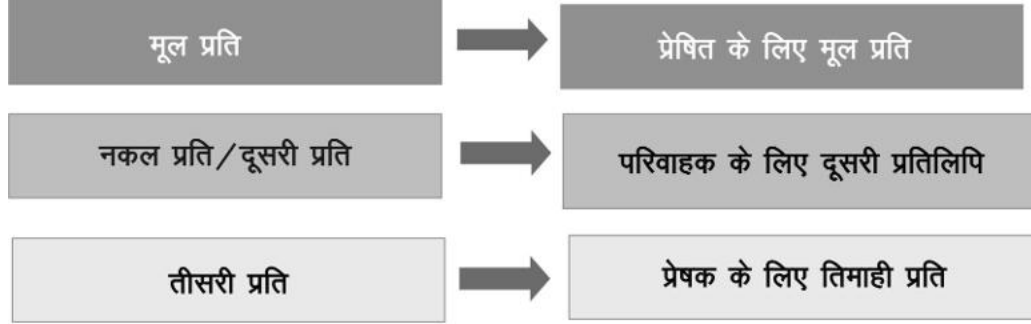 मूल प्रति
प्रेषित के लिए मूल प्रति
नकल प्रति/दूसरी प्रति
परिवाहक के लिए दूसरी प्रतिलिपि
तीसरी प्रति
प्रेषक के लिए तिमाही प्रति